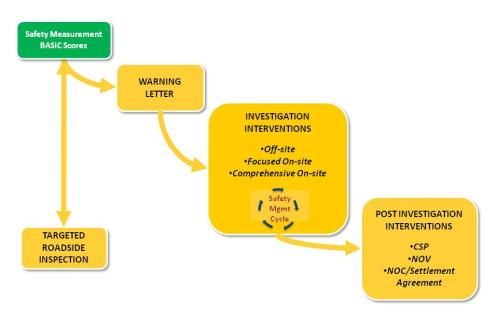 Safety Measurement
BASIC Scores
WARNING
LETTER
INVESTIGATION
INTERVENTIONS
•Off-site
•Focused On-site
•Comprehensive On-site
Safety
Mgmt
Cycle
TARGETED
ROADSIDE
INSPECTION
POST INVESTIGATION
INTERVENTIONS
•CSP
•NOV
•NOC/Settlement
Agreement